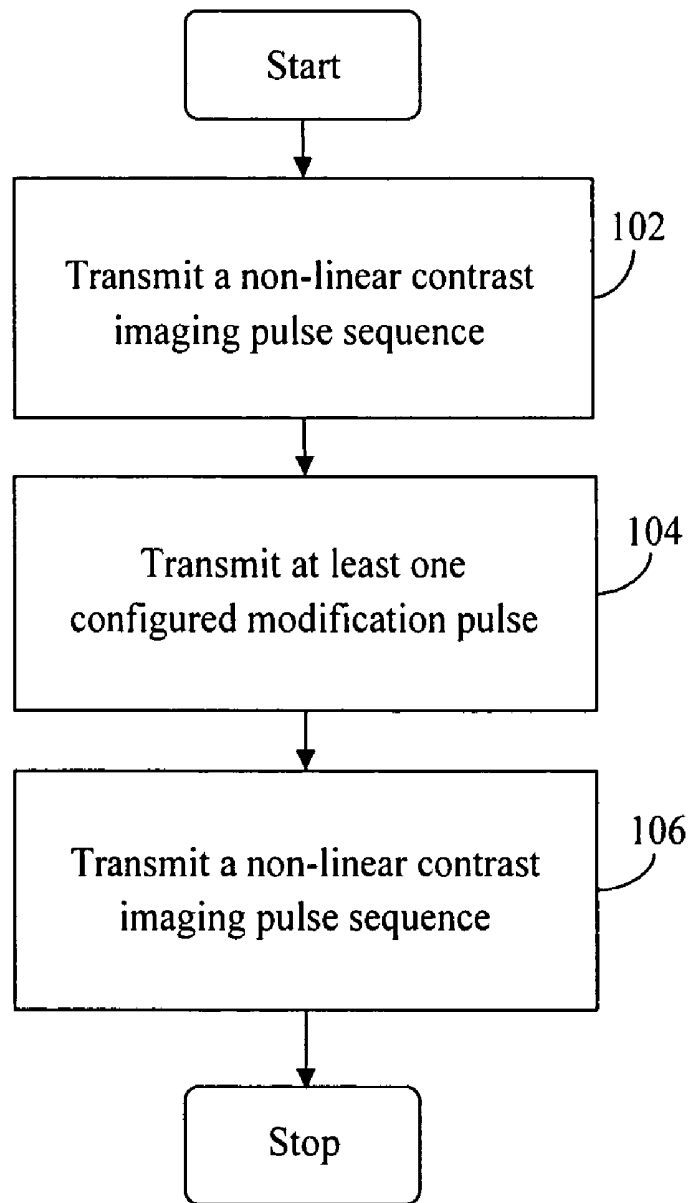 Start
102
Transmit a non-linear contrast
imaging pulse sequence
104
Transmit at least one
configured modification pulse
106
Transmit a non-linear contrast
imaging pulse sequence
Stop